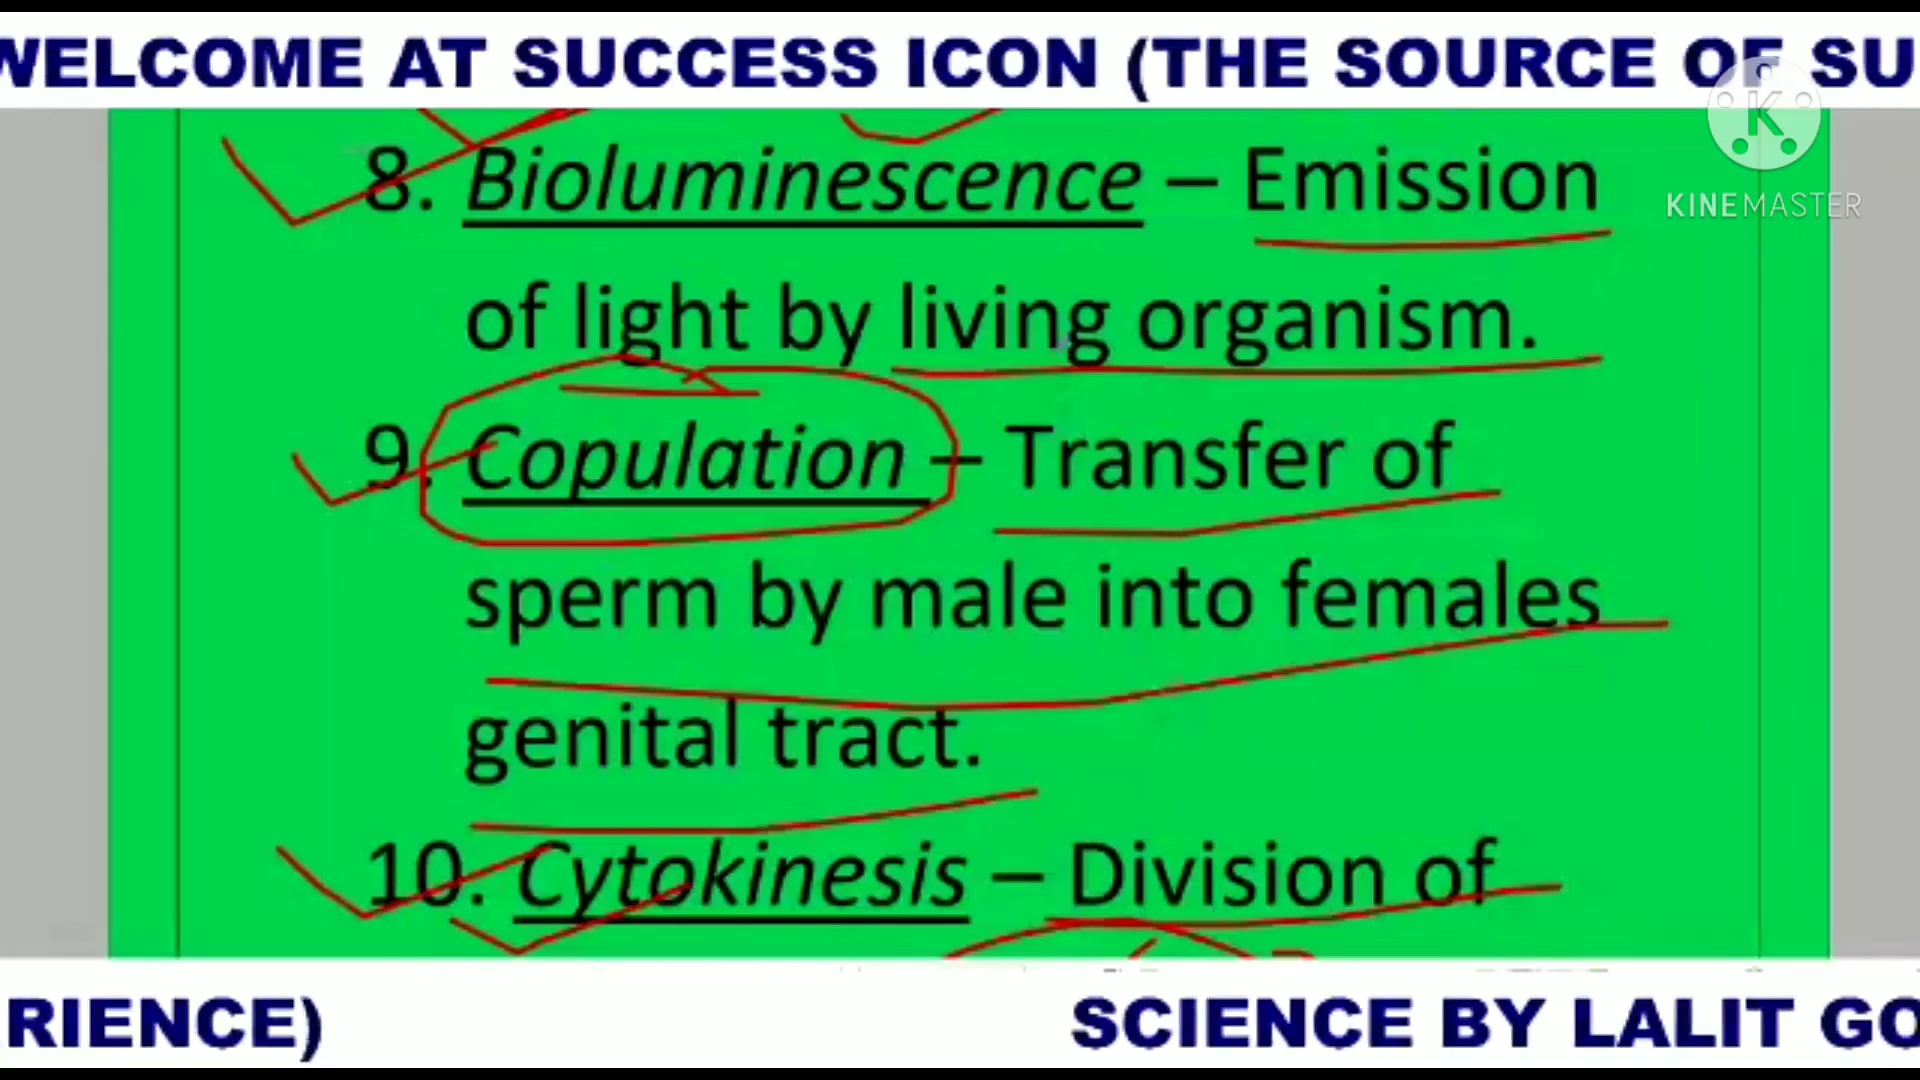 WELCOME AT SUCCESS ICON (THE SOURCE OF SU
K
KINEMASTER
8. Bioluminescence – Emission
of light by living organism.
9. Copulation – Transfer of
sperm by male into females
genital tract.
10. Cytokinesis – Division of
RIENCE)
SCIENCE BY LALIT GO